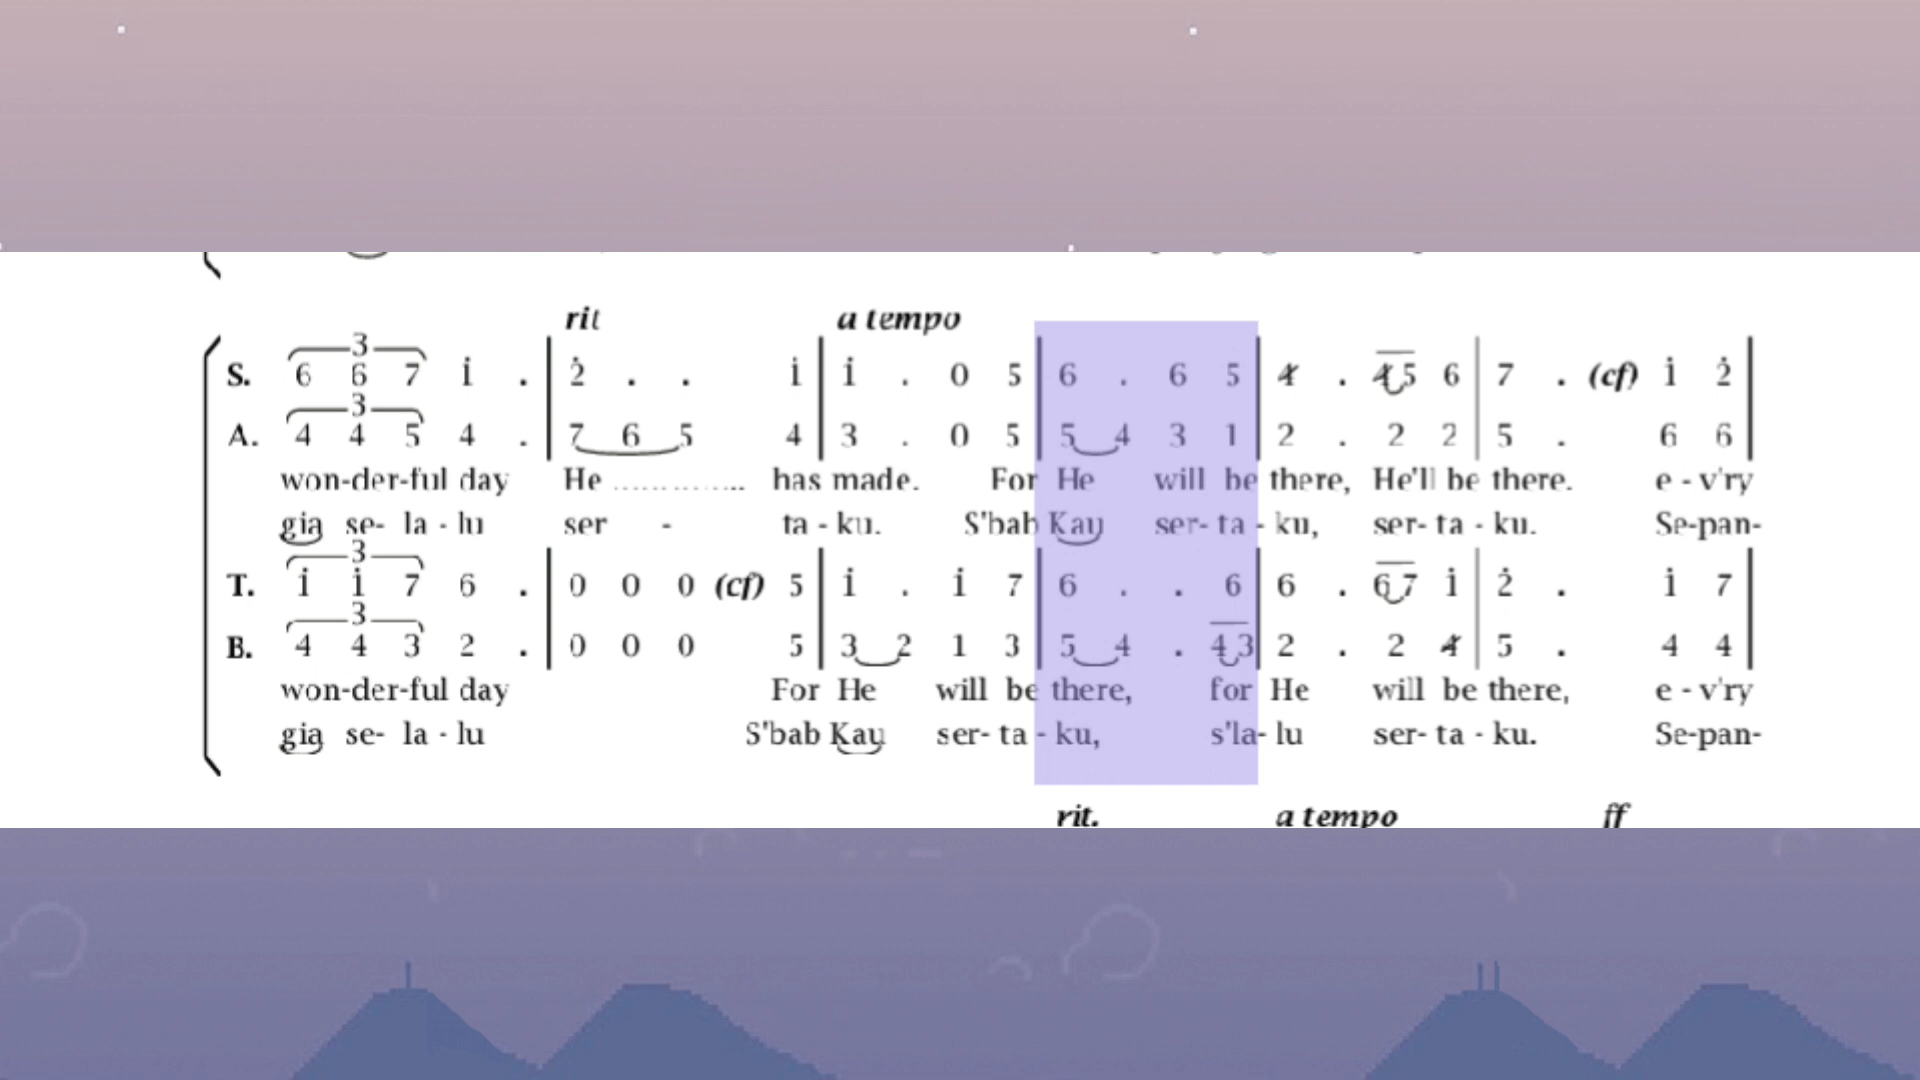 rit a tempo
3
S. 6 6 7 i̇ . | 2̇ . . i̇ | i̇ . 0 5 | 6 . 6 5 | 4̸ . 4̸5 6 | 7 . (cf) i̇ 2̇ |
3
A. 4 4 5 4 . | 7 6 5 4 | 3 . 0 5 | 5 4 3 1 | 2 . 2 2 | 5 . 6 6 |
won-der-ful day He .............. has made. For He will be there, He'll be there. e - v'ry
gia se- la - lu ser - ta - ku. S'bab Kau ser- ta - ku, ser- ta - ku. Se-pan-
3
T. i̇ i̇ 7 6 . | 0 0 0 (cf) 5 | i̇ . i̇ 7 | 6 . . 6 | 6 . 67 i̇ | 2̇ . i̇ 7 |
3
B. 4 4 3 2 . | 0 0 0 5 | 3 2 1 3 | 5 4 . 43 | 2 . 2 4̸ | 5 . 4 4 |
won-der-ful day For He will be there, for He will be there, e - v'ry
gia se- la - lu S'bab Kau ser- ta - ku, s'la- lu ser- ta - ku. Se-pan-
rit. a tempo ff